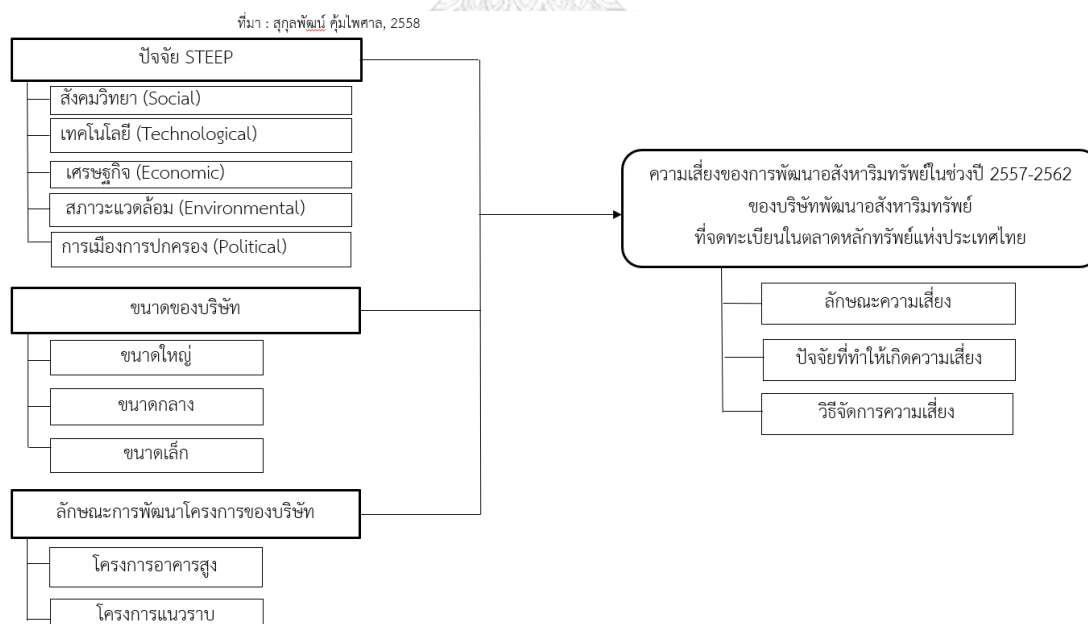 ที่มา : สุกุลพัฒน์ คุ้มไพศาล, 2558
ปัจจัย STEEP
สังคมวิทยา (Social)
เทคโนโลยี (Technological)
เศรษฐกิจ (Economic)
สภาวะแวดล้อม (Environmental)
การเมืองการปกครอง (Political)
ขนาดของบริษัท
ขนาดใหญ่
ขนาดกลาง
ขนาดเล็ก
ลักษณะการพัฒนาโครงการของบริษัท
โครงการอาคารสูง
โครงการแนวราบ
ความเสี่ยงของการพัฒนาอสังหาริมทรัพย์ในช่วงปี 2557-2562
ของบริษัทพัฒนาอสังหาริมทรัพย์
ที่จดทะเบียนในตลาดหลักทรัพย์แห่งประเทศไทย
ลักษณะความเสี่ยง
ปัจจัยที่ทำให้เกิดความเสี่ยง
วิธีจัดการความเสี่ยง